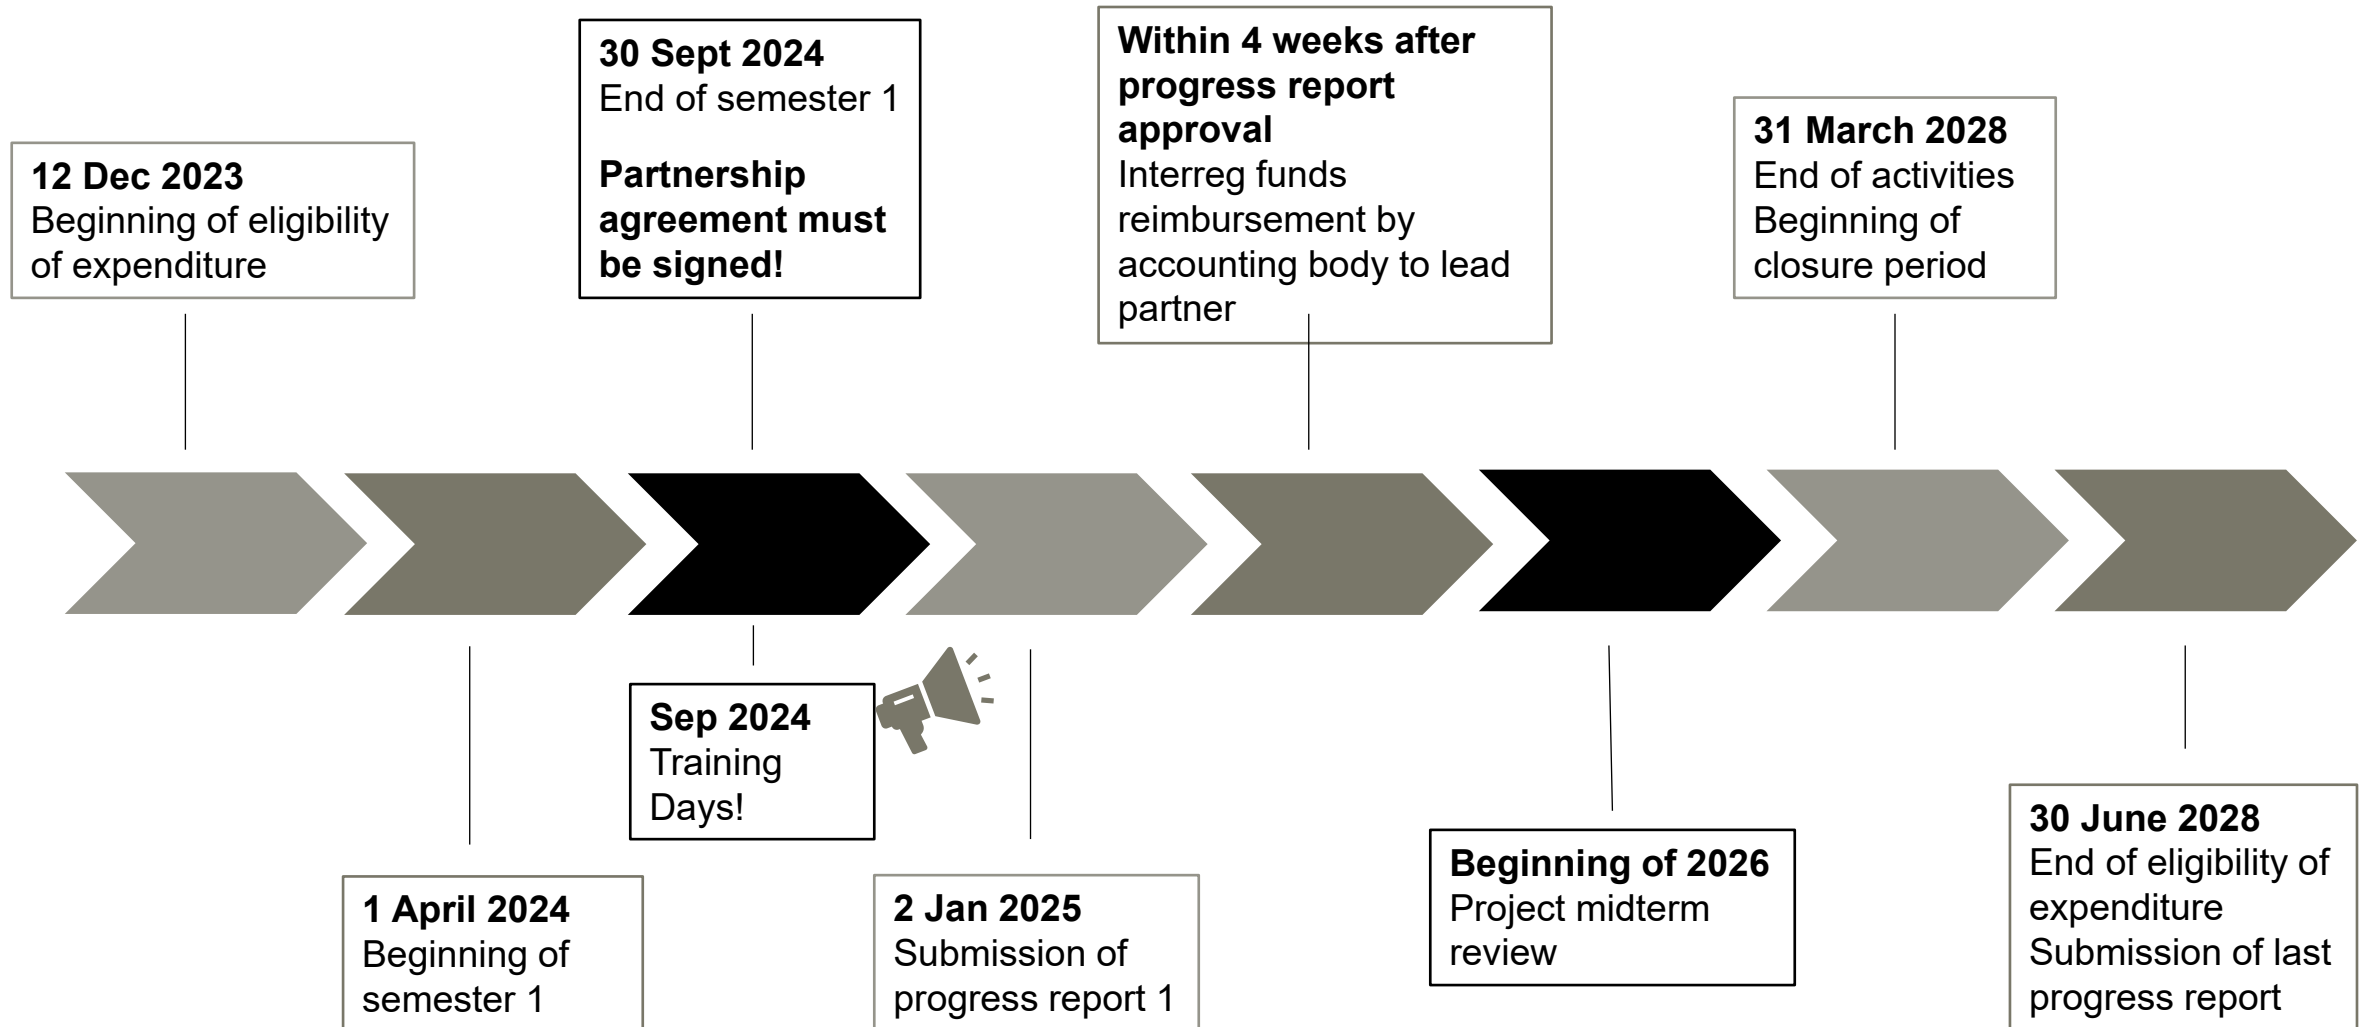 12 Dec 2023
Beginning of eligibility
of expenditure
30 Sept 2024
End of semester 1
Partnership
agreement must
be signed!
Within 4 weeks after
progress report
approval
Interreg funds
reimbursement by
accounting body to lead
partner
31 March 2028
End of activities
Beginning of
closure period
1 April 2024
Beginning of
semester 1
Sep 2024
Training
Days!
2 Jan 2025
Submission of
progress report 1
Beginning of 2026
Project midterm
review
30 June 2028
End of eligibility of
expenditure
Submission of last
progress report